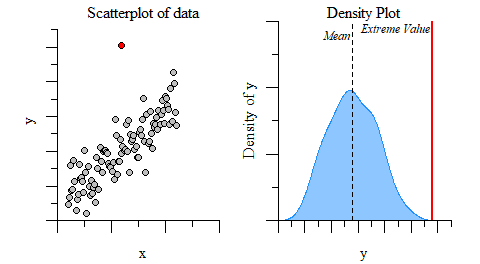 Scatterplot of data
y
x
Density Plot
Mean
Extreme Value
Density of y
y